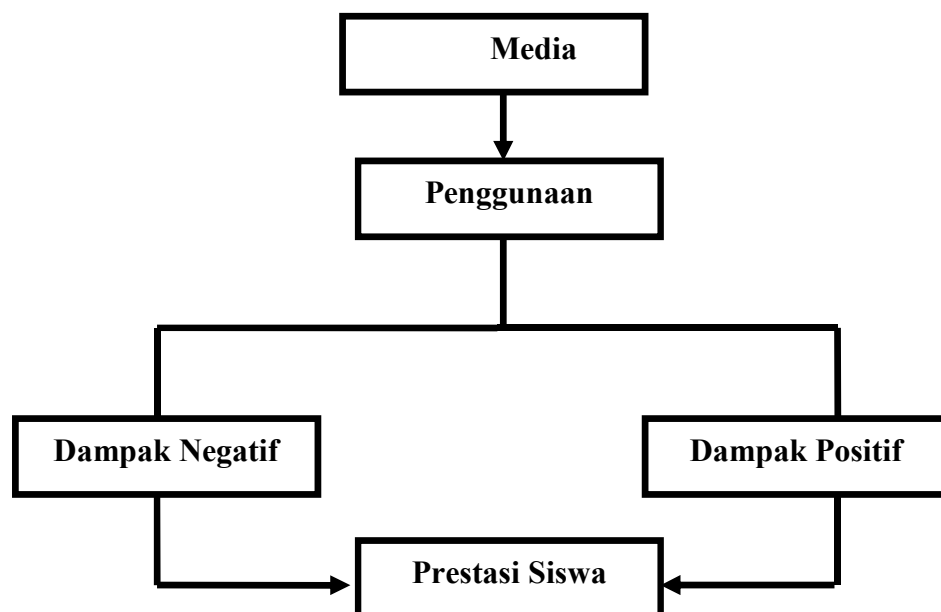 Media
Penggunaan
Dampak Negatif
Dampak Positif
Prestasi Siswa